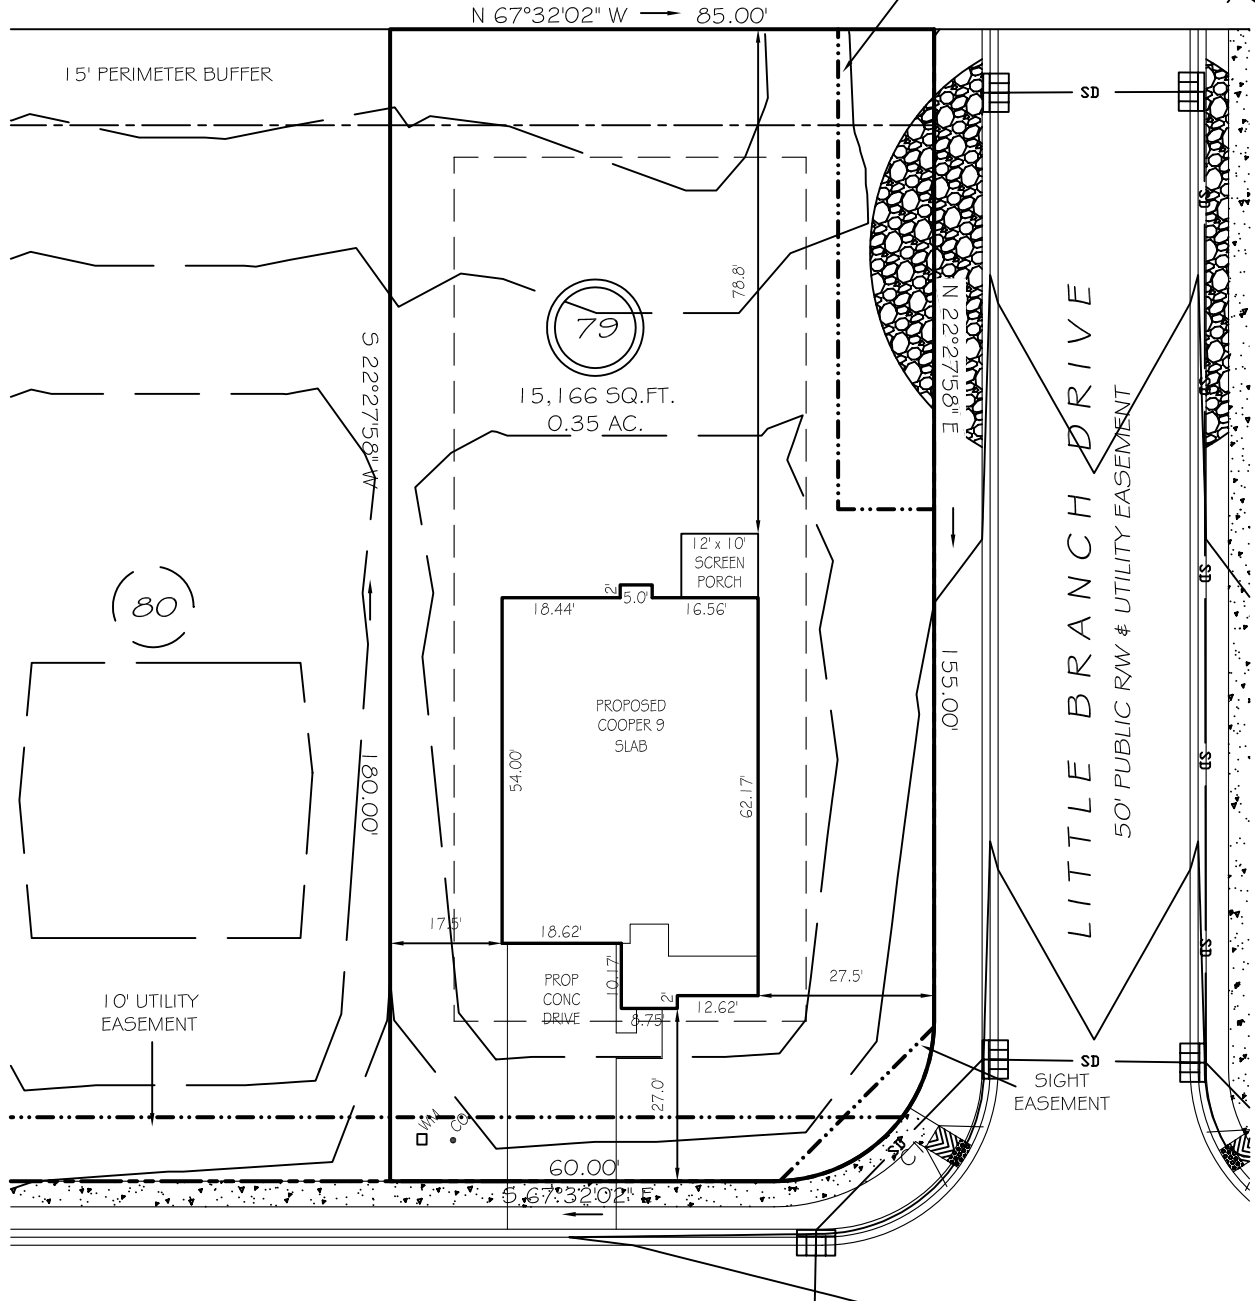 N 67°32'02" W 85.00'
15' PERIMETER BUFFER
SD
SD
SD
78.8'
N 22°27'58" E
79
15,166 SQ.FT.
0.35 AC.
S 22°27'58" W
LITTLE BRANCH DRIVE
50' PUBLIC R/W & UTILITY EASEMENT
12' x 10'
SCREEN
PORCH
2'
5.0'
18.44'
16.56'
SD
80
155.00'
PROPOSED
COOPER 9
SLAB
54.00'
62.17'
180.00'
SD
17.5'
18.62'
SD
10.17'
27.5'
PROP
CONC
DRIVE
2'
12.62'
8.75'
10' UTILITY
EASEMENT
SD
SIGHT
EASEMENT
27.0'
WM
CO
SD
C1
60.00'
S 67°32'02" E